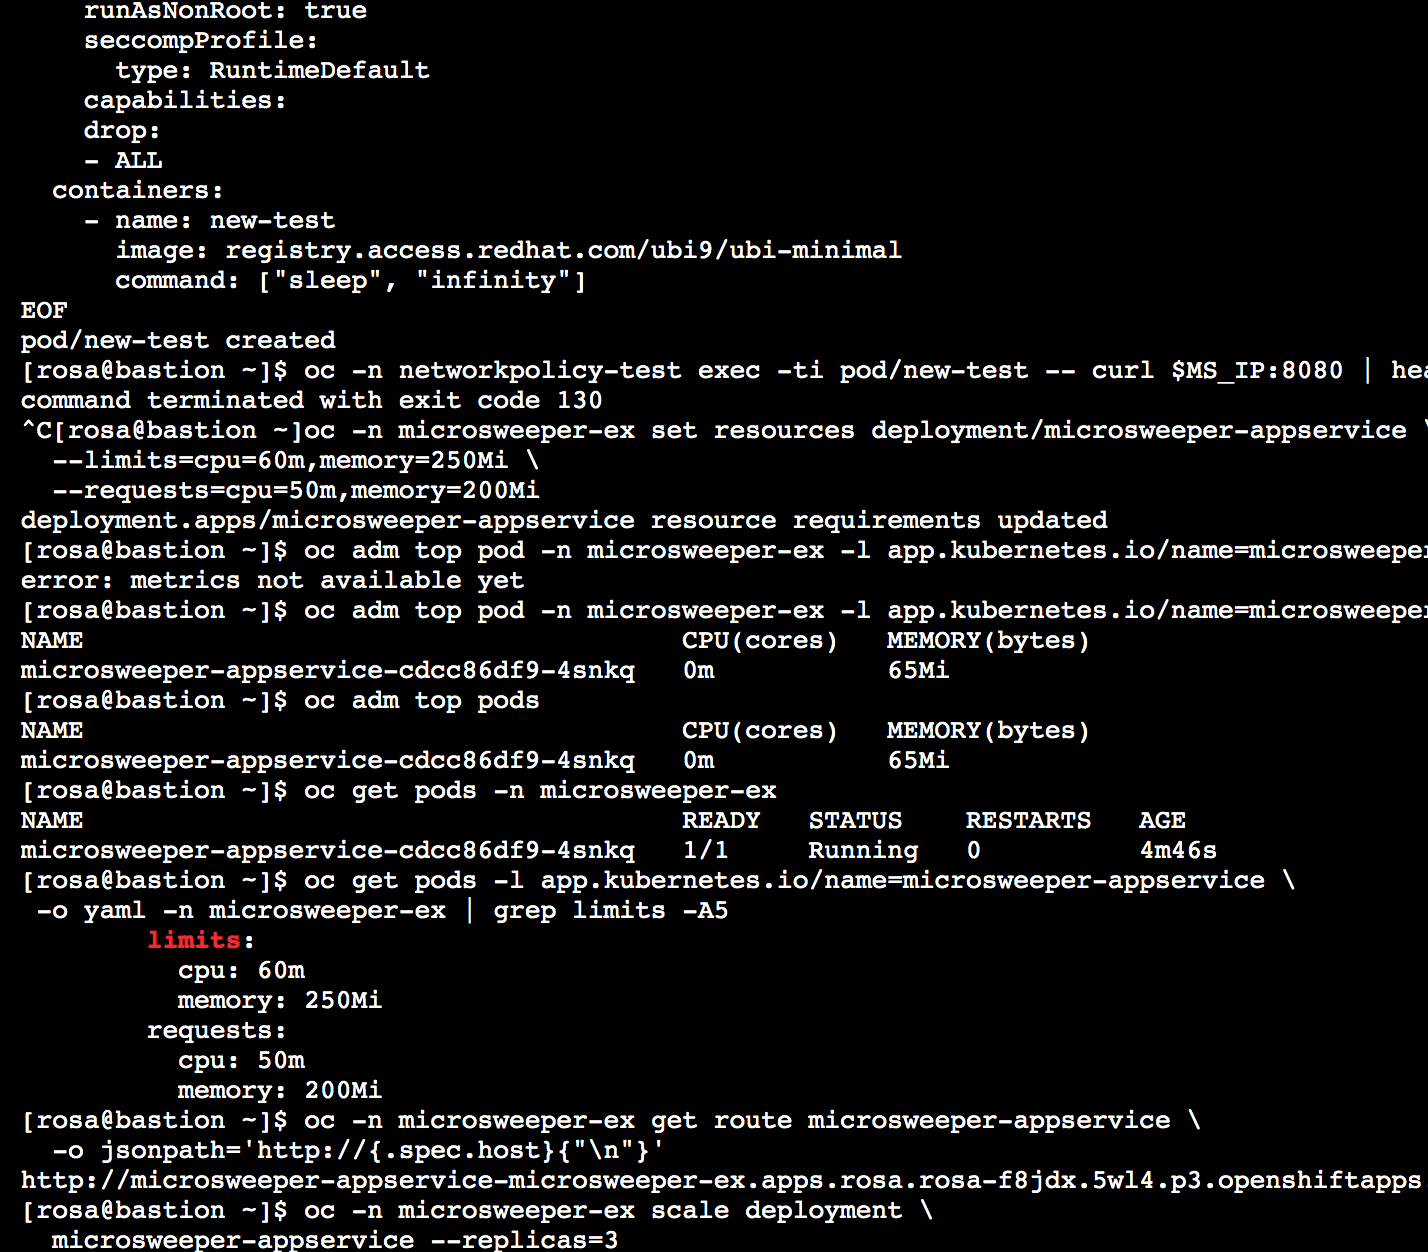 runAsNonRoot: true
seccompProfile:
type: RuntimeDefault
capabilities:
drop:
- ALL
containers:
- name: new-test
image: registry.access.redhat.com/ubi9/ubi-minimal
command: ["sleep", "infinity"]
EOF
pod/new-test created
[rosa@bastion ~]$ oc -n networkpolicy-test exec -ti pod/new-test -- curl $MS_IP:8080 | hea
command terminated with exit code 130
^C[rosa@bastion ~]oc -n microsweeper-ex set resources deployment/microsweeper-appservice \
--limits=cpu=60m,memory=250Mi \
--requests=cpu=50m,memory=200Mi
deployment.apps/microsweeper-appservice resource requirements updated
[rosa@bastion ~]$ oc adm top pod -n microsweeper-ex -l app.kubernetes.io/name=microsweeper
error: metrics not available yet
[rosa@bastion ~]$ oc adm top pod -n microsweeper-ex -l app.kubernetes.io/name=microsweeper
NAME CPU(cores) MEMORY(bytes)
microsweeper-appservice-cdcc86df9-4snkq 0m 65Mi
[rosa@bastion ~]$ oc adm top pods
NAME CPU(cores) MEMORY(bytes)
microsweeper-appservice-cdcc86df9-4snkq 0m 65Mi
[rosa@bastion ~]$ oc get pods -n microsweeper-ex
NAME READY STATUS RESTARTS AGE
microsweeper-appservice-cdcc86df9-4snkq 1/1 Running 0 4m46s
[rosa@bastion ~]$ oc get pods -l app.kubernetes.io/name=microsweeper-appservice \
-o yaml -n microsweeper-ex | grep limits -A5
limits:
cpu: 60m
memory: 250Mi
requests:
cpu: 50m
memory: 200Mi
[rosa@bastion ~]$ oc -n microsweeper-ex get route microsweeper-appservice \
-o jsonpath='http://{.spec.host}{"\n"}'
http://microsweeper-appservice-microsweeper-ex.apps.rosa.rosa-f8jdx.5wl4.p3.openshiftapps
[rosa@bastion ~]$ oc -n microsweeper-ex scale deployment \
microsweeper-appservice --replicas=3